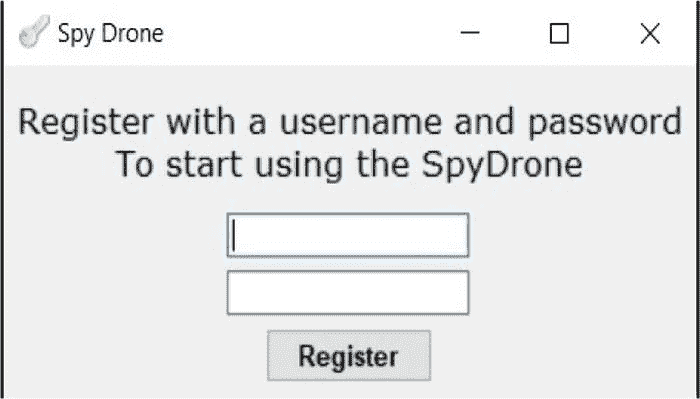 Spy Drone
Register with a username and password
To start using the SpyDrone
Register